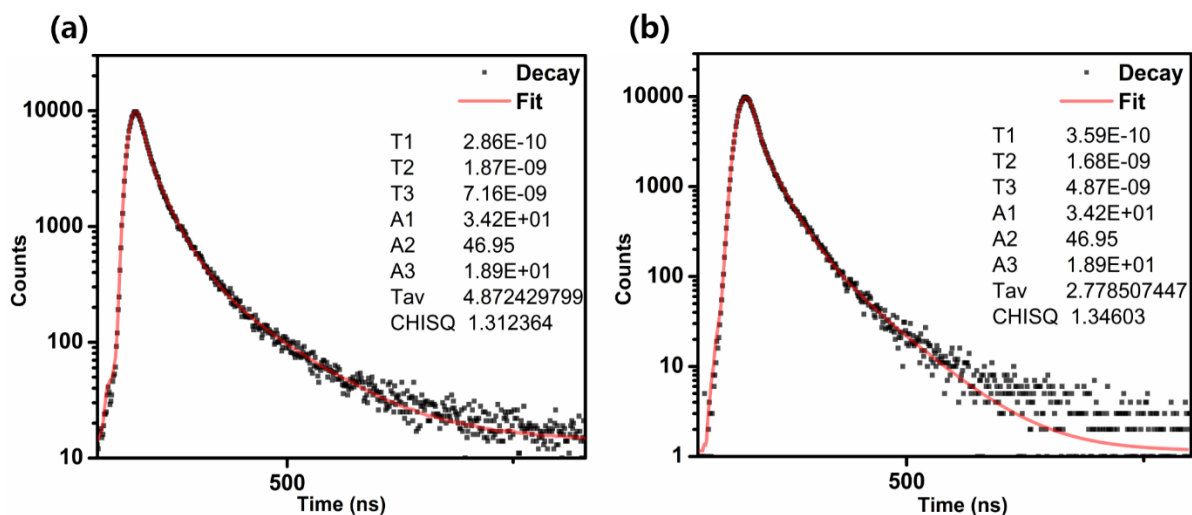 (a)
Decay
Fit
T1 2.86E-10
T2 1.87E-09
T3 7.16E-09
A1 3.42E+01
A2 46.95
A3 1.89E+01
Tav 4.872429799
CHISQ 1.312364
10000
1000
100
10
Counts
500
Time (ns)
(b)
Decay
Fit
T1 3.59E-10
T2 1.68E-09
T3 4.87E-09
A1 3.42E+01
A2 46.95
A3 1.89E+01
Tav 2.778507447
CHISQ 1.34603
10000
1000
100
10
1
Counts
500
Time (ns)